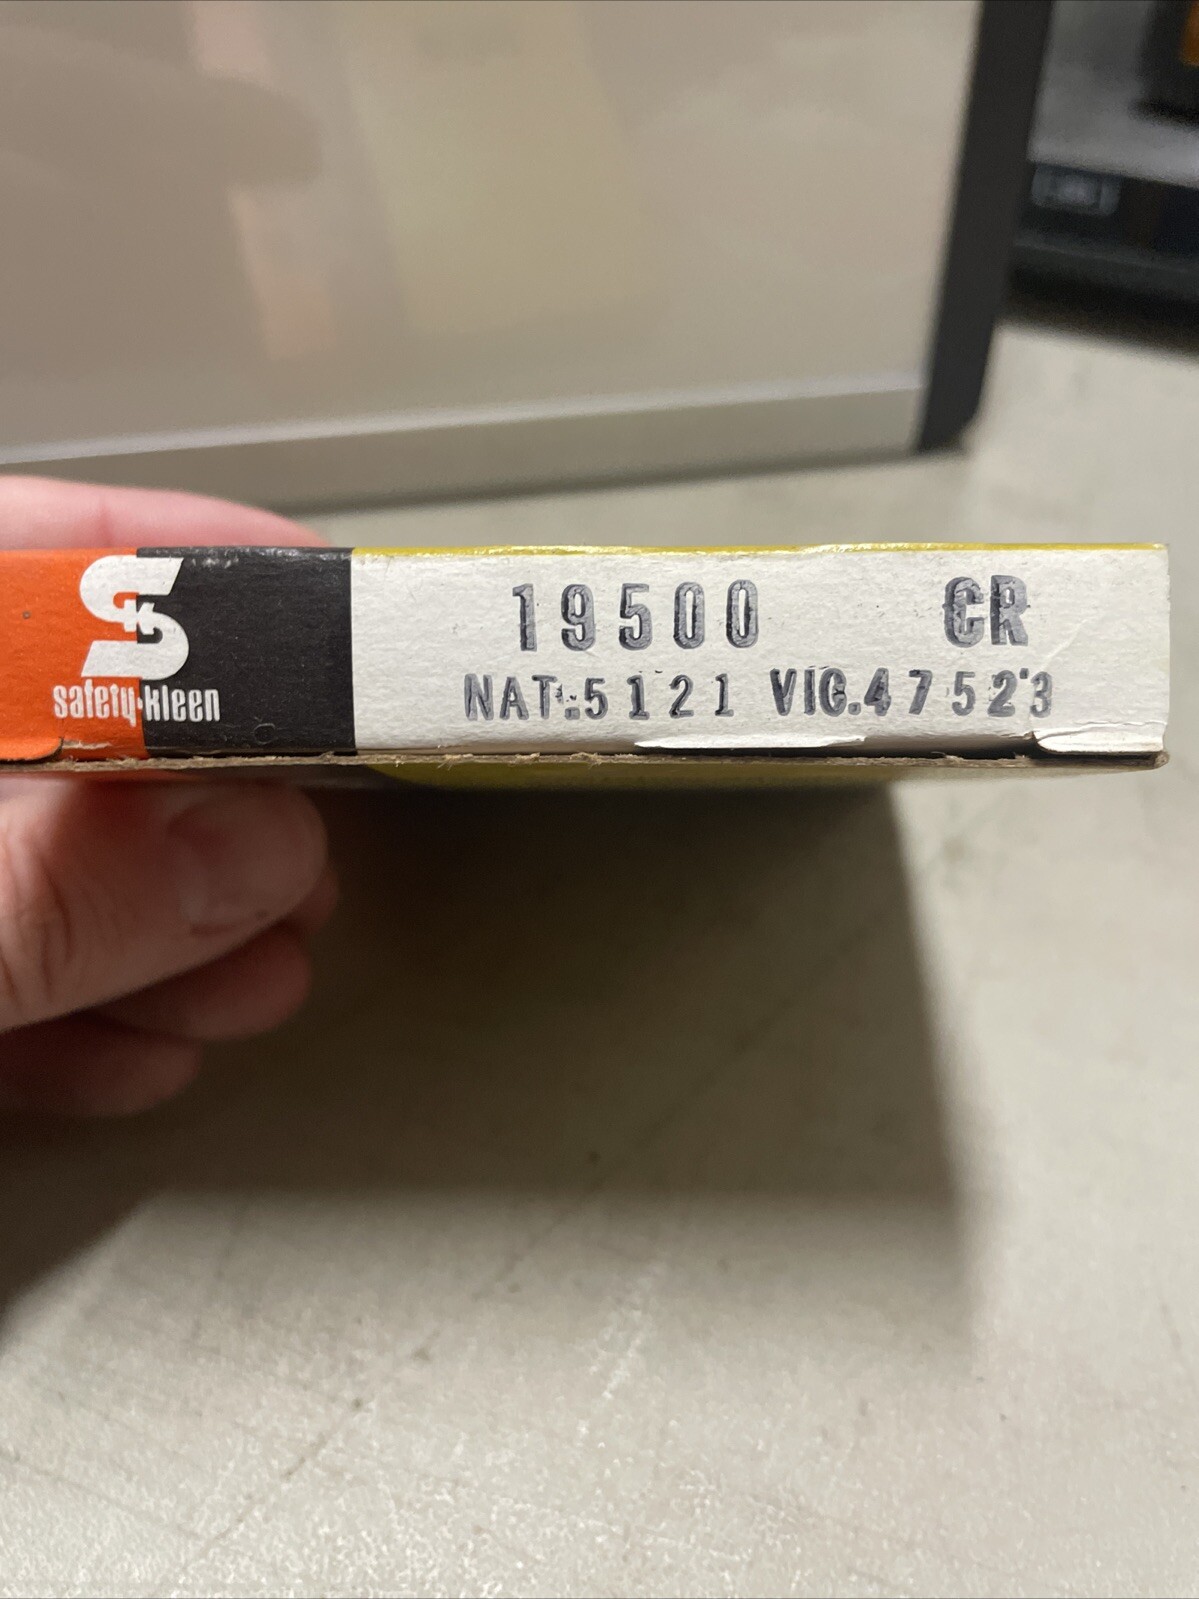 safety-kleen
19500 CR
NAT.:5121 VIC.47523